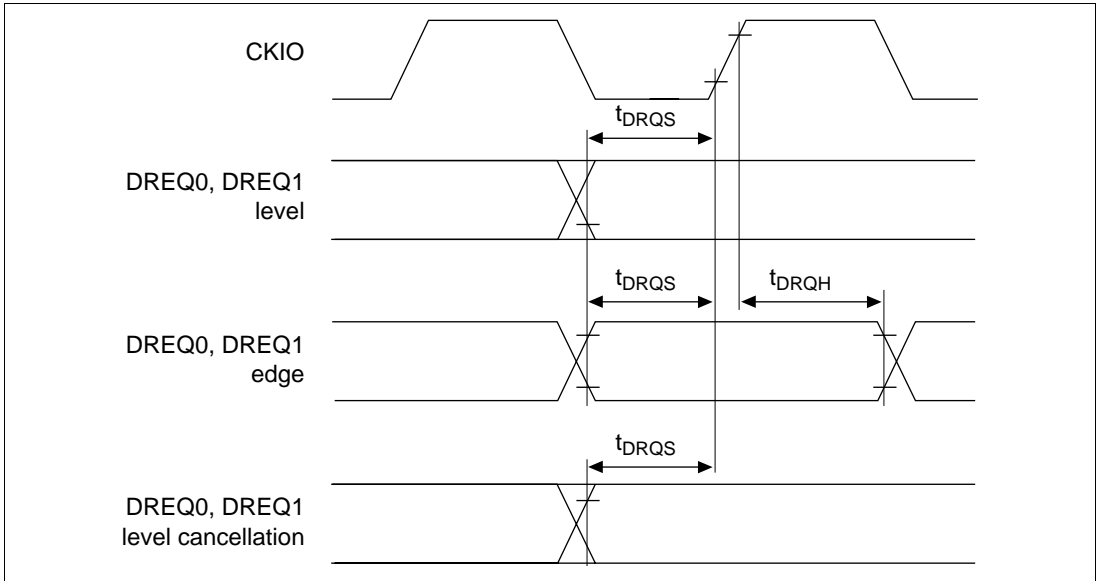 CKIO
tDRQS
DREQ0, DREQ1
level
tDRQS
tDRQH
DREQ0, DREQ1
edge
tDRQS
DREQ0, DREQ1
level cancellation